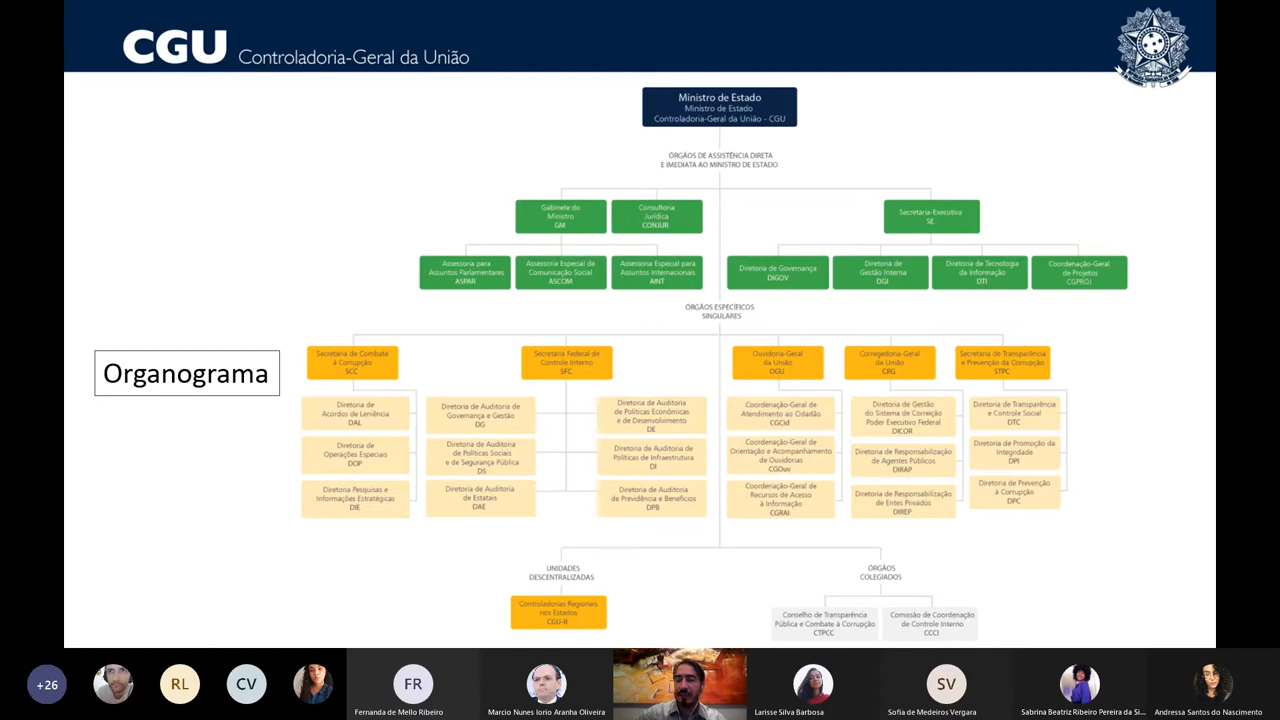 CGU Controladoria-Geral da União
Ministro de Estado
Ministro de Estado
Controladoria-Geral da União - CGU
ÓRGÃOS DE ASSISTÊNCIA DIRETA
E IMEDIATA AO MINISTRO DE ESTADO
Gabinete do
Ministro
GM
Consultoria
Jurídica
CONJUR
Secretaria-Executiva
SE
Assessoria para
Assuntos Parlamentares
ASPAR
Assessoria Especial de
Comunicação Social
ASCOM
Assessoria Especial para
Assuntos Internacionais
AINT
Diretoria de Governança
DIGOV
Diretoria de
Gestão Interna
DGI
Diretoria de Tecnologia
da Informação
DTI
Coordenação-Geral
de Projetos
CGPROJ
ÓRGÃOS ESPECÍFICOS
SINGULARES
Organograma
Secretaria de Combate
à Corrupção
SCC
Secretaria Federal de
Controle Interno
SFC
Ouvidoria-Geral
da União
OGU
Corregedoria-Geral
da União
CRG
Secretaria de Transparência
e Prevenção da Corrupção
STPC
Diretoria de
Acordos de Leniência
DAL
Diretoria de
Operações Especiais
DOP
Diretoria Pesquisas e
Informações Estratégicas
DIE
Diretoria de Auditoria de
Governança e Gestão
DG
Diretoria de Auditoria
de Políticas Sociais
e de Segurança Pública
DS
Diretoria de Auditoria
de Estatais
DAE
Diretoria de Auditoria
de Políticas Econômicas
e de Desenvolvimento
DE
Diretoria de Auditoria de
Políticas de Infraestrutura
DI
Diretoria de Auditoria
de Previdência e Benefícios
DPB
Coordenação-Geral de
Atendimento ao Cidadão
CGCid
Coordenação-Geral de
Orientação e Acompanhamento
de Ouvidorias
CGOuv
Coordenação-Geral de
Recursos de Acesso
à Informação
CGRAI
Diretoria de Gestão
do Sistema de Correição
Poder Executivo Federal
DICOR
Diretoria de Responsabilização
de Agentes Públicos
DIRAP
Diretoria de Responsabilização
de Entes Privados
DIREP
Diretoria de Transparência
e Controle Social
DTC
Diretoria de Promoção da
Integridade
DPI
Diretoria de Prevenção
à Corrupção
DPC
UNIDADES
DESCENTRALIZADAS
Controladorias Regionais
nos Estados
CGU-R
ÓRGÃOS
COLEGIADOS
Conselho de Transparência
Pública e Combate à Corrupção
CTPCC
Comissão de Coordenação
de Controle Interno
CCCI
+26
RL
CV
FR
Fernanda de Mello Ribeiro
Marcio Nunes Iorio Aranha Oliveira
Larisse Silva Barbosa
SV
Sofia de Medeiros Vergara
Sabrina Beatriz Ribeiro Pereira da Si...
Andressa Santos do Nascimento